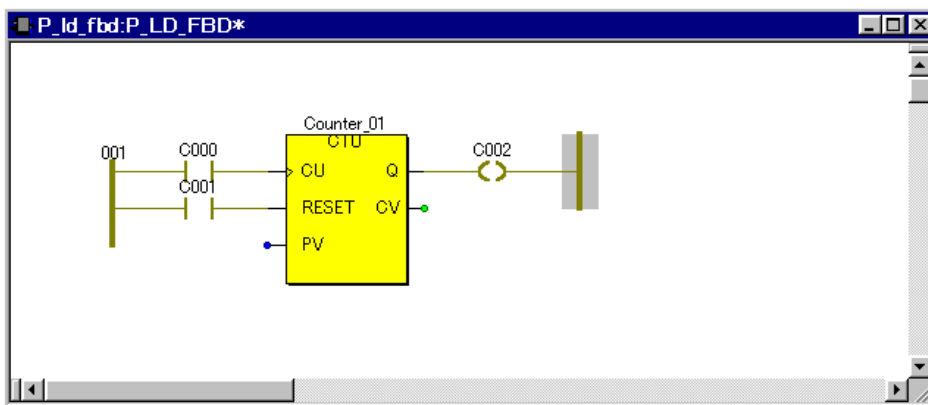 P_ld_fbd:P_LD_FBD*
Counter_01
CTU
001
C000
C002
CU
Q
C001
RESET
CV
PV